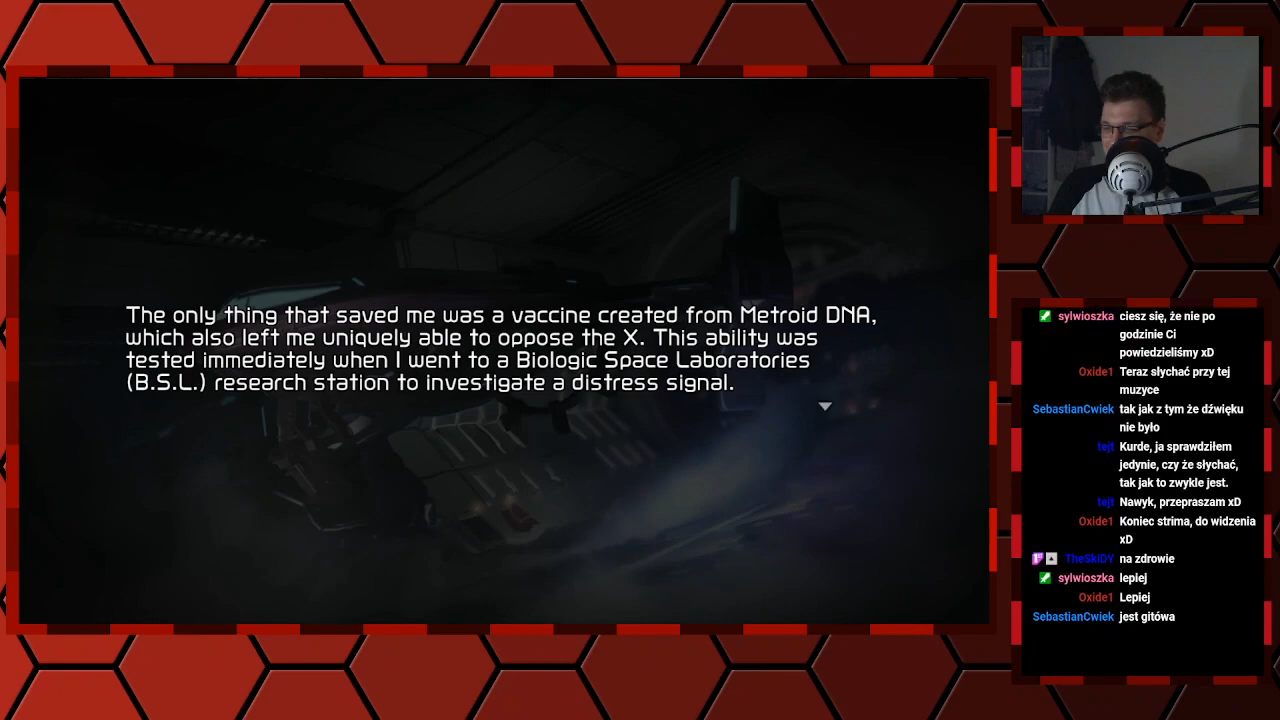 The only thing that saved me was a vaccine created from Metroid DNA,
which also left me uniquely able to oppose the X. This ability was
tested immediately when I went to a Biologic Space Laboratories
(B.S.L.) research station to investigate a distress signal.
sylwioszka ciesz się, że nie po
godzinie Ci
powiedzieliśmy xD
Oxide1 Teraz słychać przy tej
muzyce
SebastianCwiek tak jak z tym że dźwięku
nie było
tejt Kurde, ja sprawdziłem
jedynie, czy że słychać,
tak jak to zwykle jest.
tejt Nawyk, przepraszam xD
Oxide1 Koniec strima, do widzenia
xD
TheSkiDY na zdrowie
sylwioszka lepiej
Oxide1 Lepiej
SebastianCwiek jest gitówa